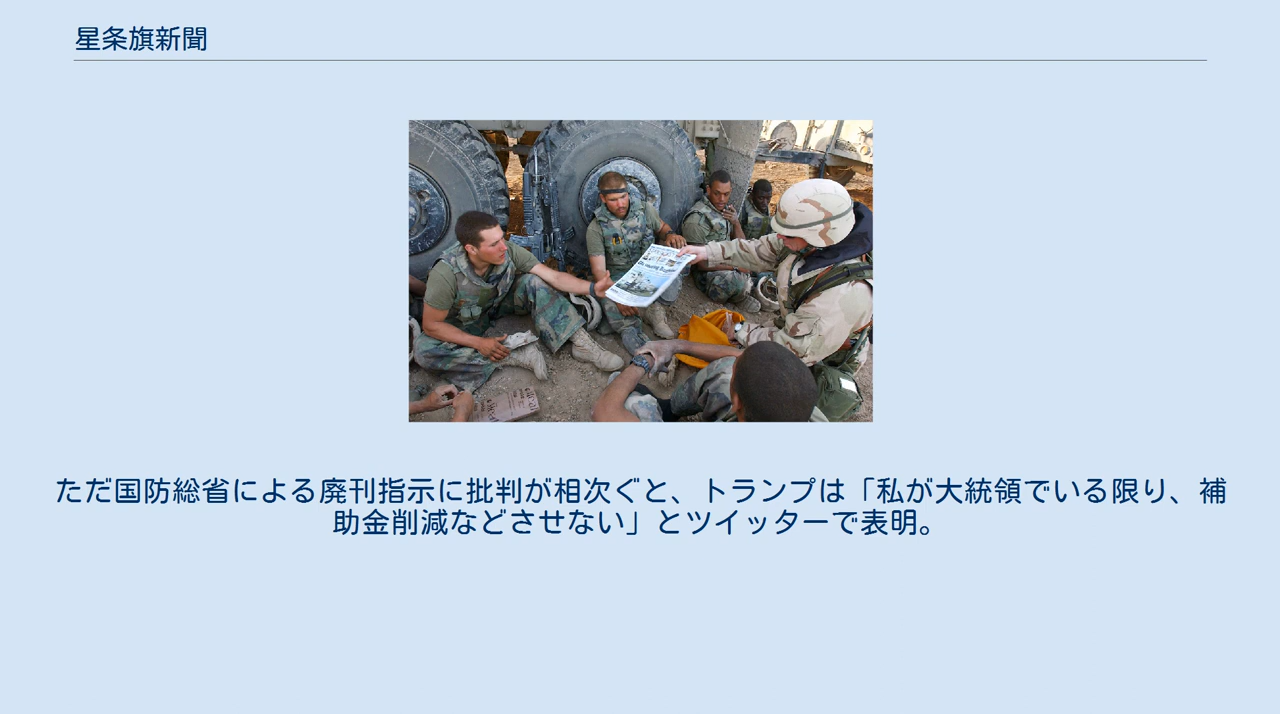 星条旗新聞
ただ国防総省による廃刊指示に批判が相次ぐと、トランプは「私が大統領でいる限り、補
助金削減などさせない」とツイッターで表明。